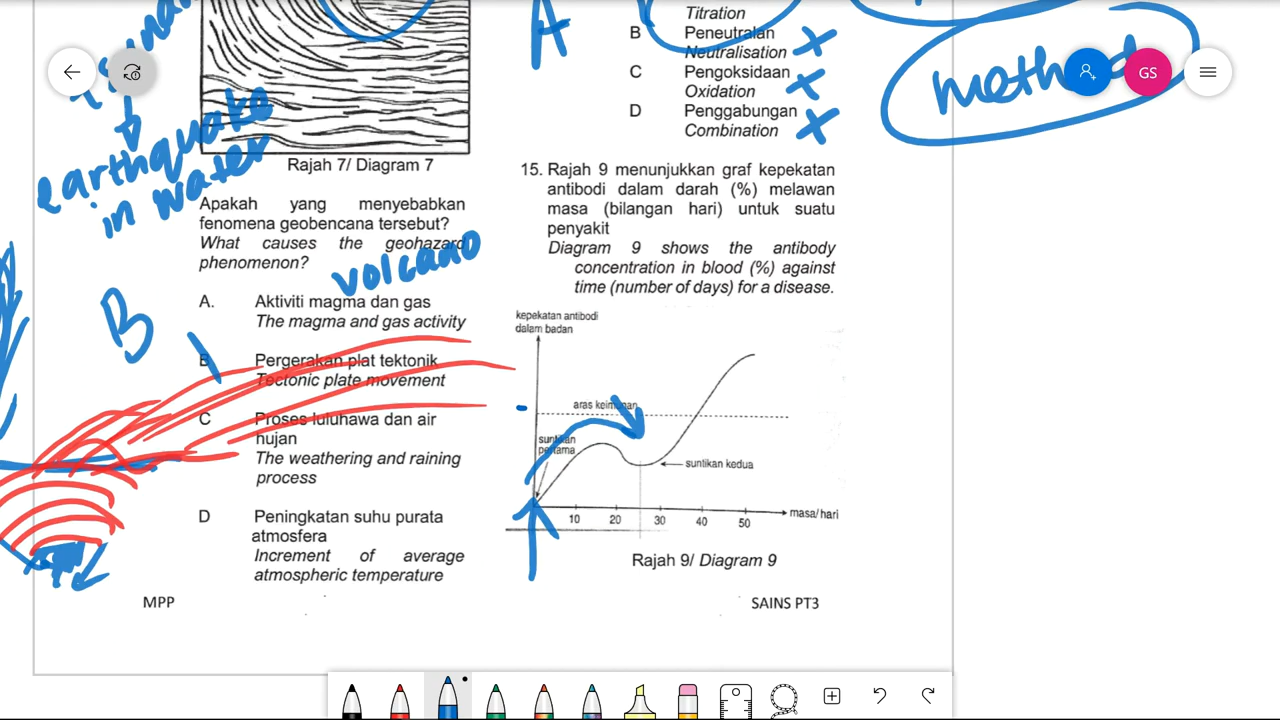 earthquake
in water
Rajah 7/ Diagram 7
Apakah yang menyebabkan
fenomena geobencana tersebut?
What causes the geohazard
phenomenon?
volcano
B
A. Aktiviti magma dan gas
The magma and gas activity
B Pergerakan plat tektonik
Tectonic plate movement
C Proses luluhawa dan air
hujan
The weathering and raining
process
D Peningkatan suhu purata
atmosfera
Increment of average
atmospheric temperature
MPP
A
Titration
B Peneutralan
Neutralisation
C Pengoksidaan
Oxidation
D Penggabungan
Combination
method
GS
15. Rajah 9 menunjukkan graf kepekatan
antibodi dalam darah (%) melawan
masa (bilangan hari) untuk suatu
penyakit
Diagram 9 shows the antibody
concentration in blood (%) against
time (number of days) for a disease.
kepekatan antibodi
dalam badan
aras keimunan
suntikan
pertama
suntikan kedua
10 20 30 40 50
masa/hari
Rajah 9/ Diagram 9
SAINS PT3